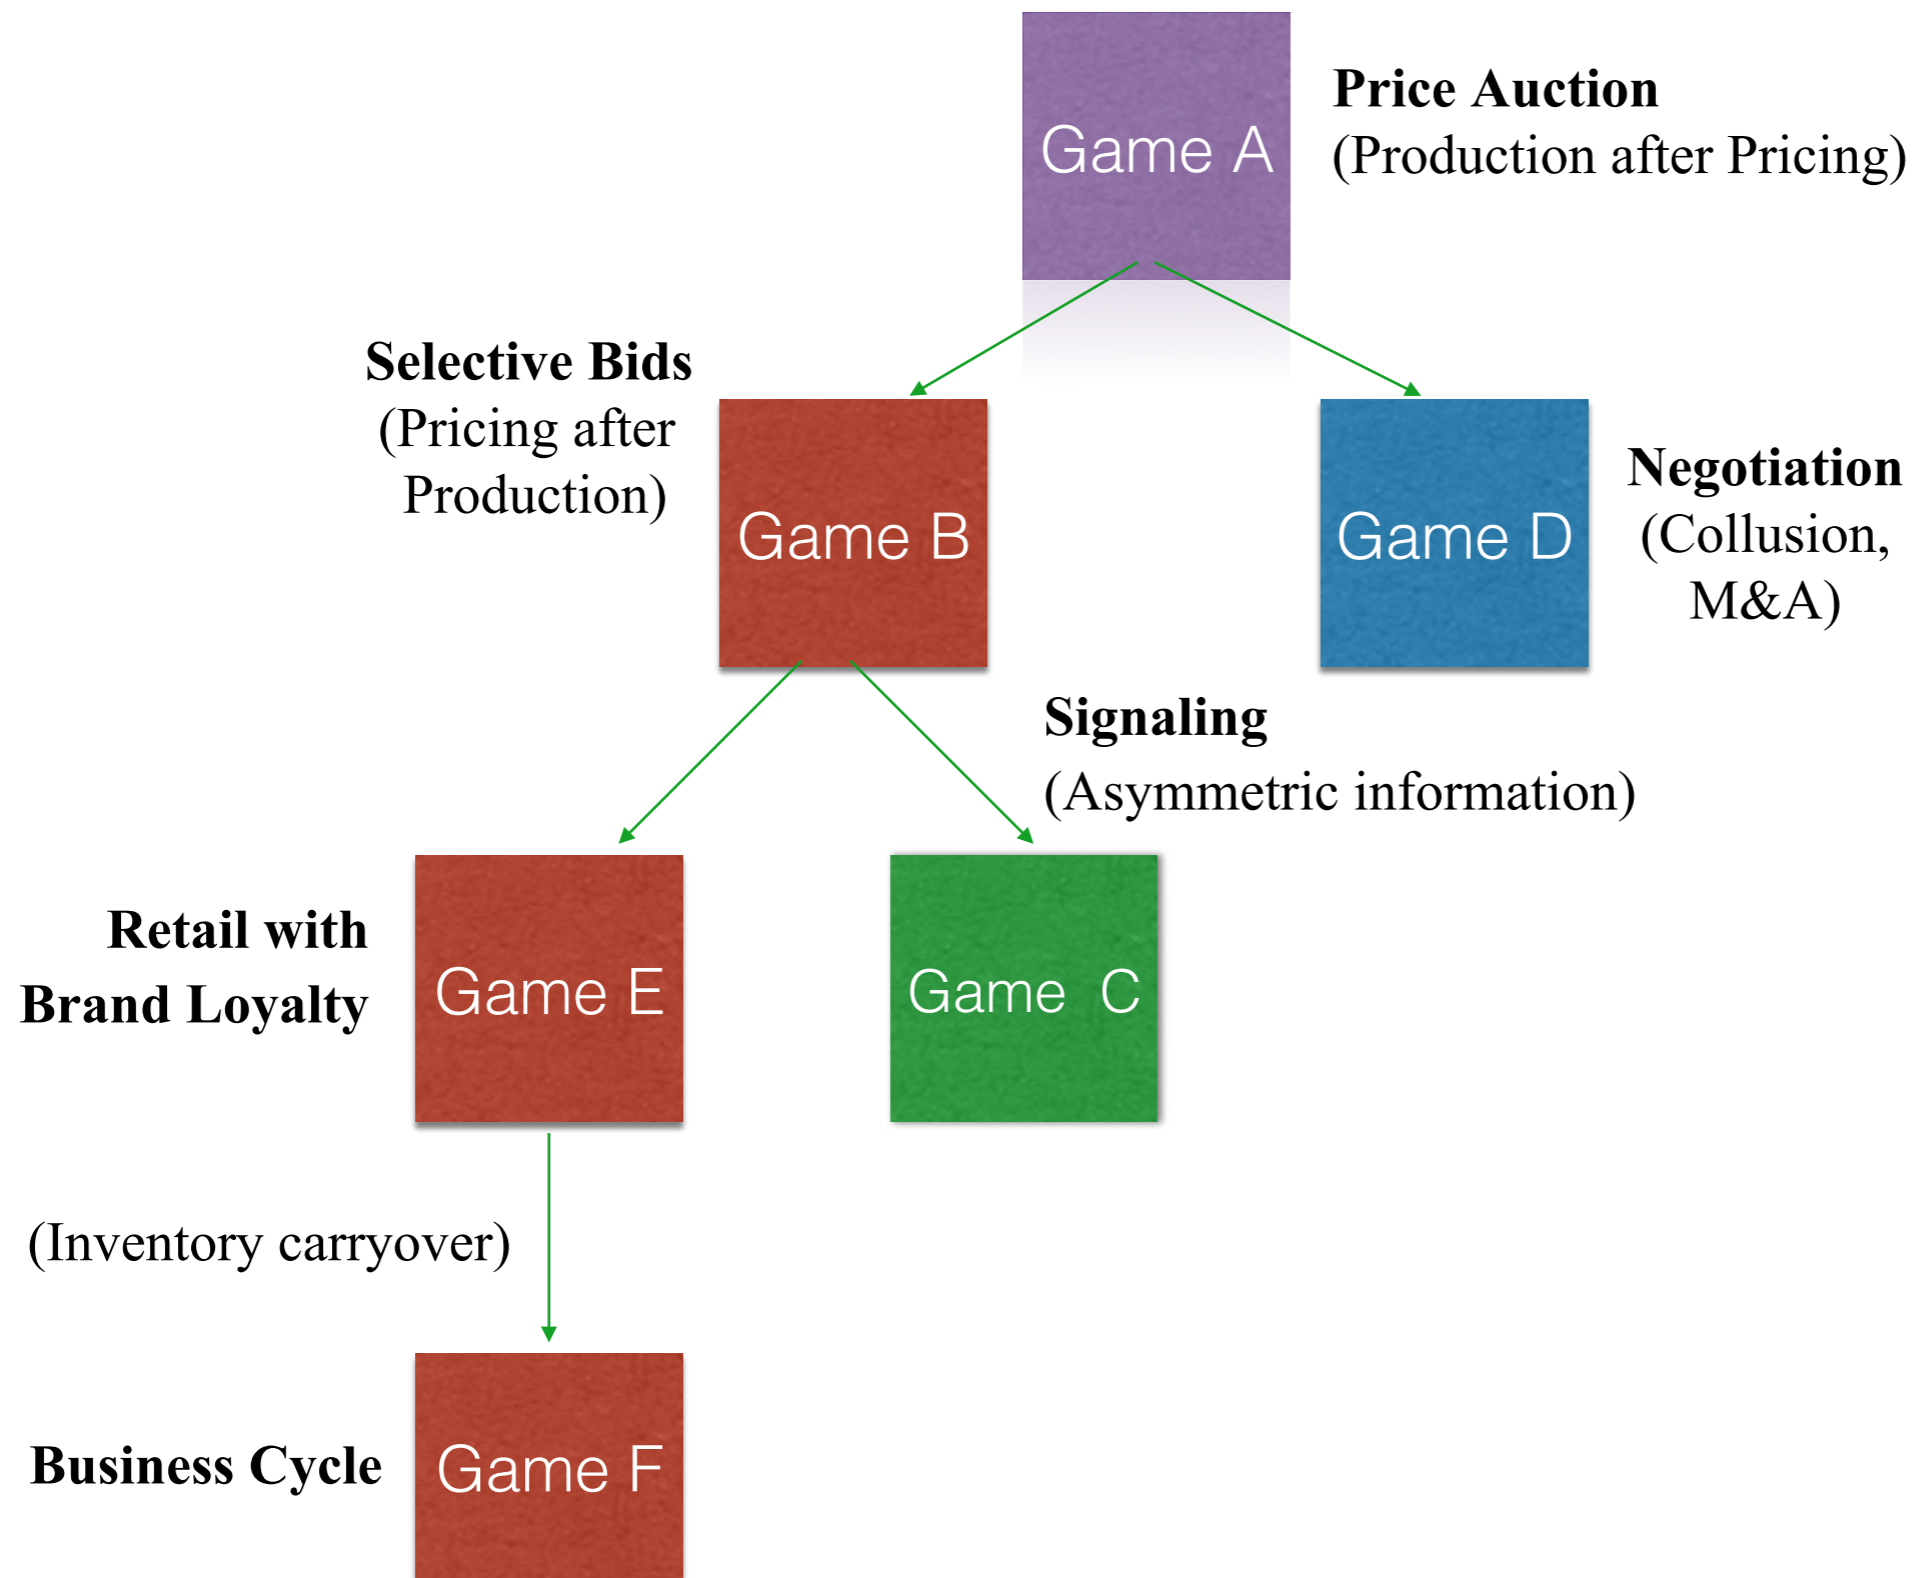 Game A
Price Auction
(Production after Pricing)
Selective Bids
(Pricing after
Production)
Game B
Game D
Negotiation
(Collusion,
M&A)
Signaling
(Asymmetric information)
Retail with
Brand Loyalty
Game E
Game C
(Inventory carryover)
Business Cycle
Game F